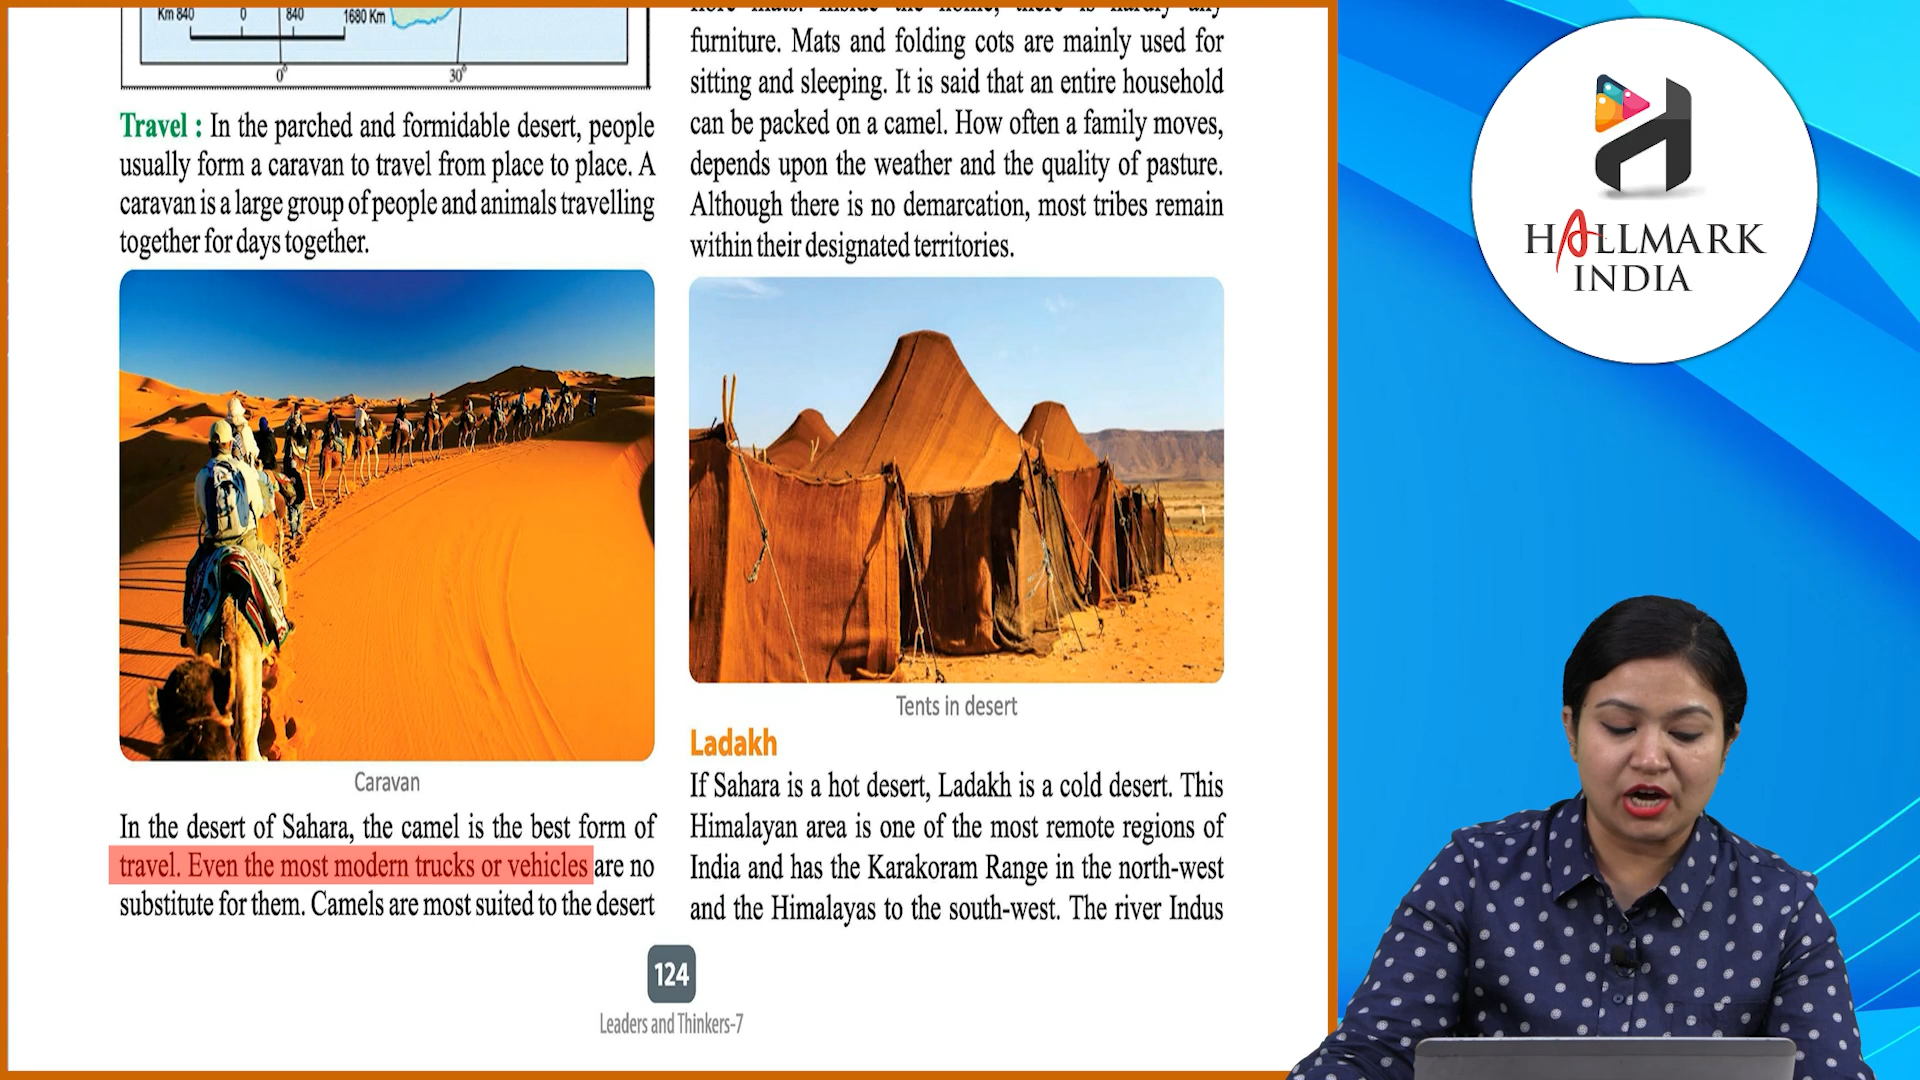 Km 840 0 840 1680 Km
0°
30°
Travel : In the parched and formidable desert, people
usually form a caravan to travel from place to place. A
caravan is a large group of people and animals travelling
together for days together.
Caravan
In the desert of Sahara, the camel is the best form of
travel. Even the most modern trucks or vehicles are no
substitute for them. Camels are most suited to the desert
fibre mats. Inside the home, there is hardly any
furniture. Mats and folding cots are mainly used for
sitting and sleeping. It is said that an entire household
can be packed on a camel. How often a family moves,
depends upon the weather and the quality of pasture.
Although there is no demarcation, most tribes remain
within their designated territories.
Tents in desert
Ladakh
If Sahara is a hot desert, Ladakh is a cold desert. This
Himalayan area is one of the most remote regions of
India and has the Karakoram Range in the north-west
and the Himalayas to the south-west. The river Indus
124
Leaders and Thinkers-7
HALLMARK
INDIA